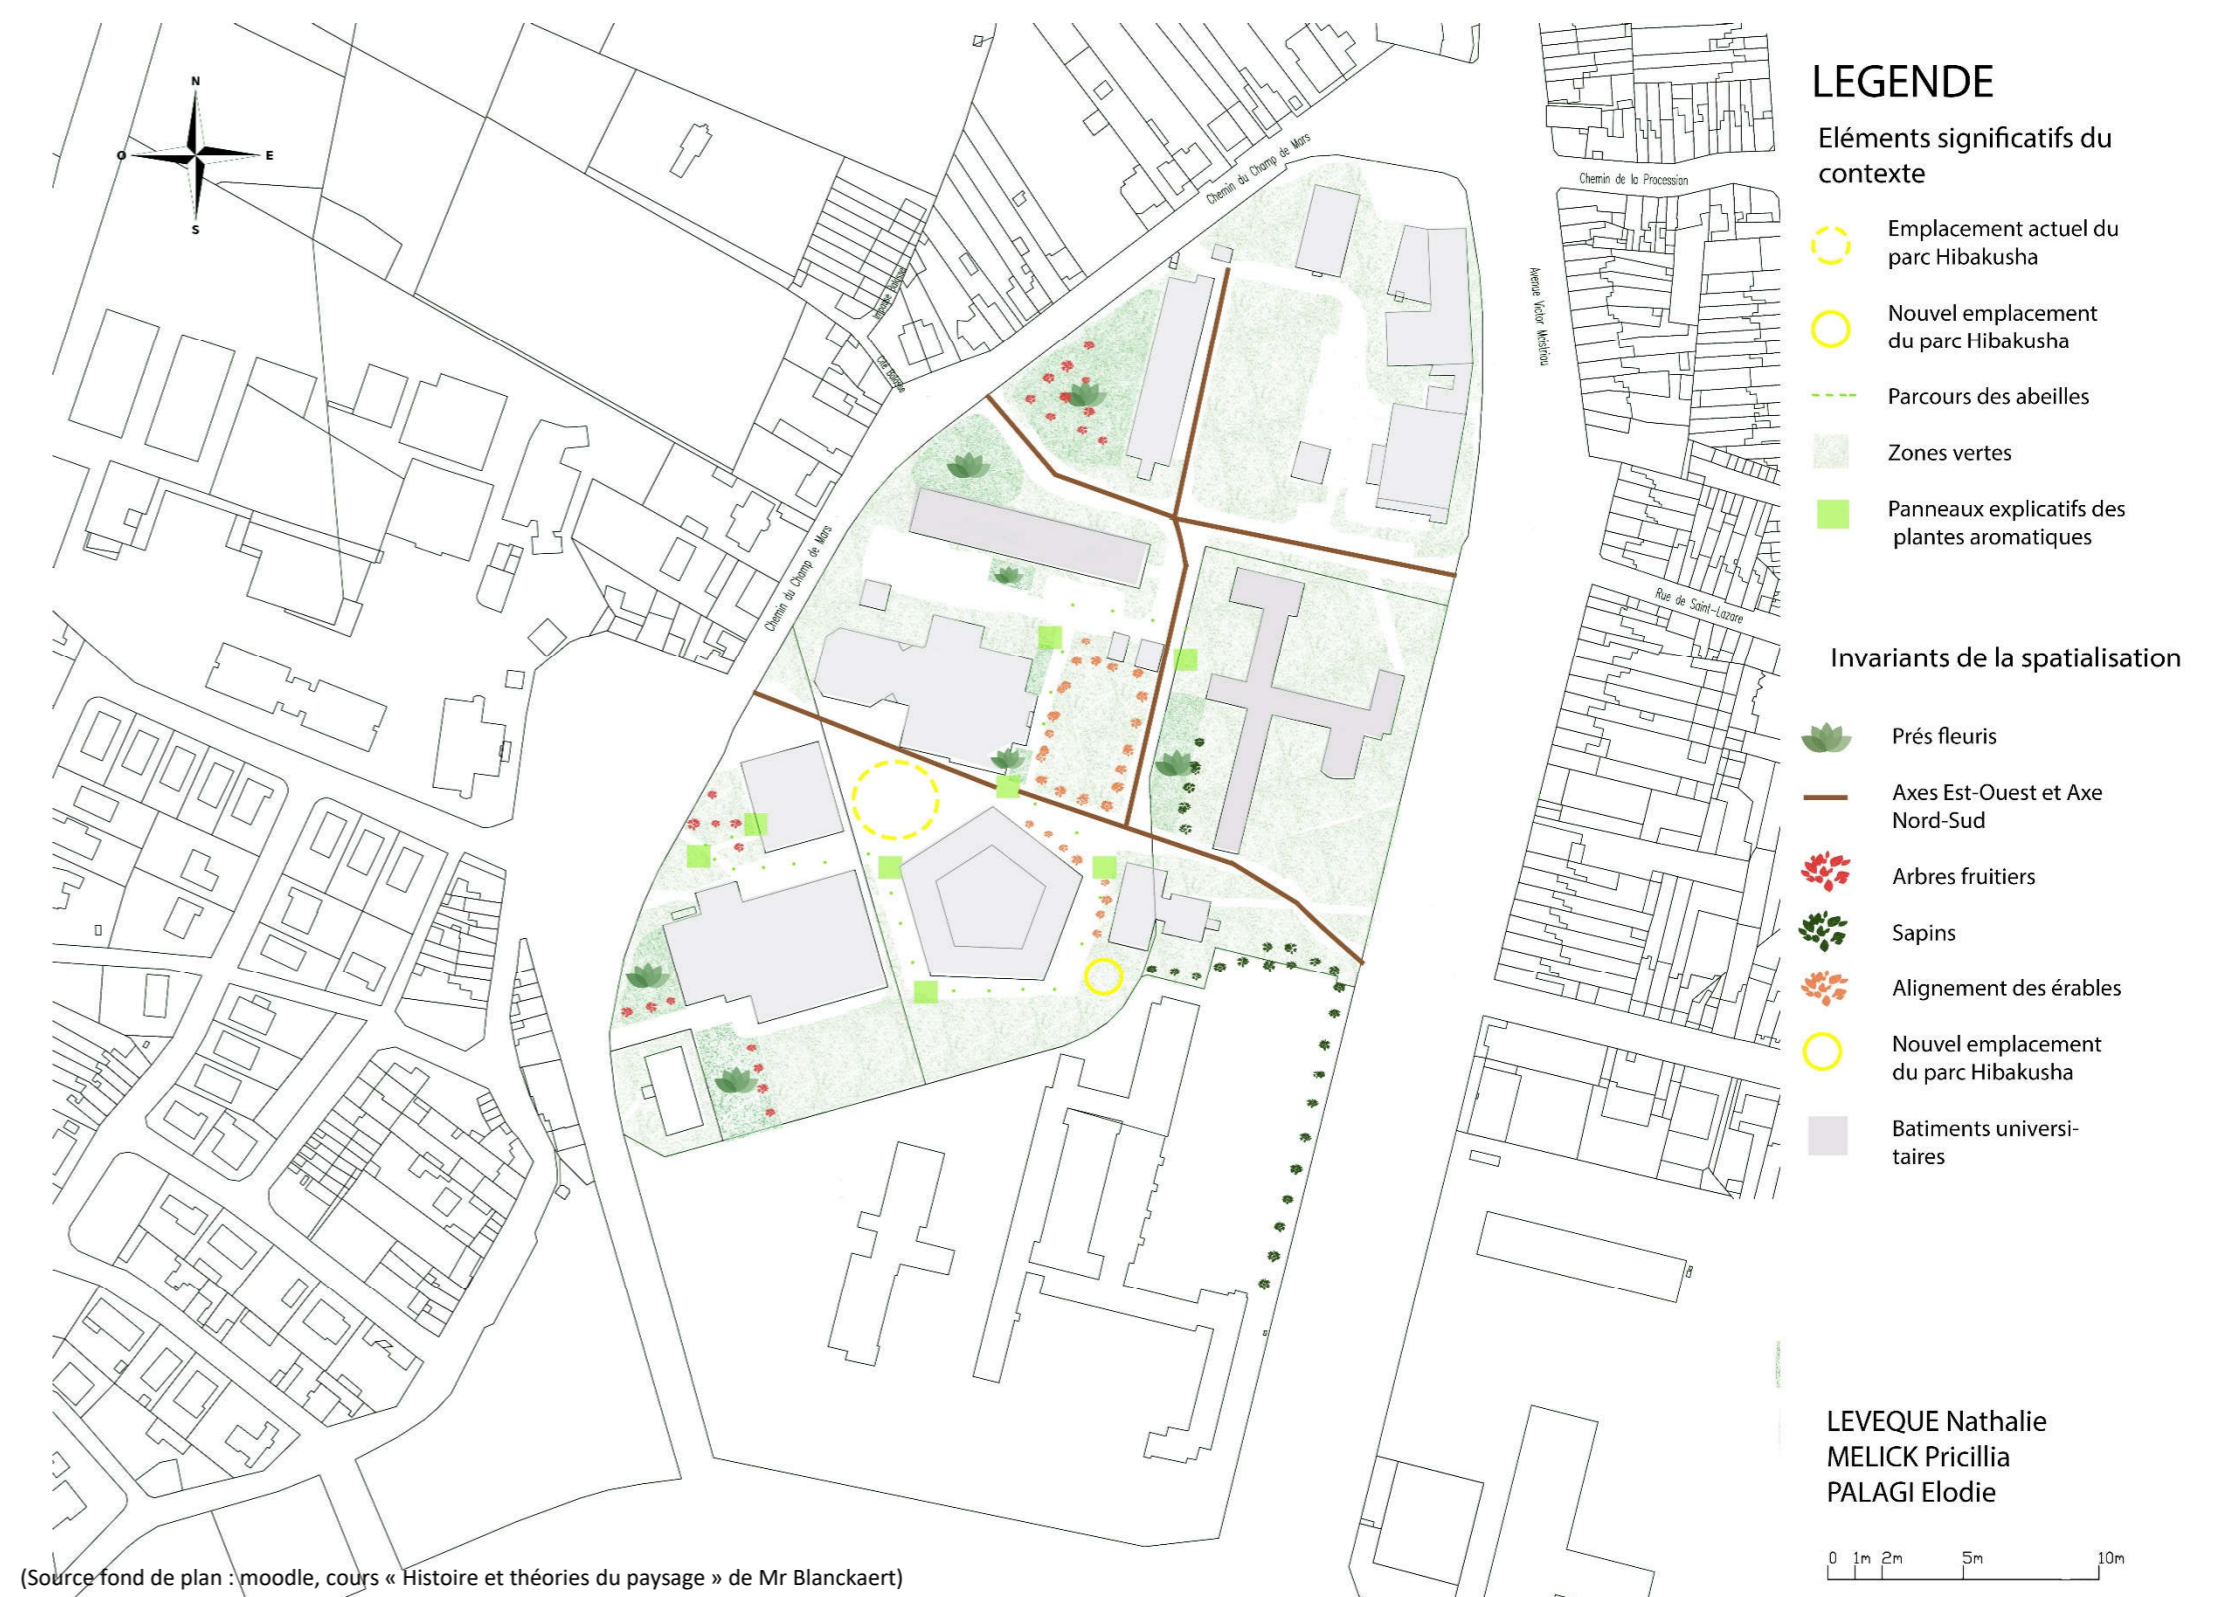 N
O
E
S
Chemin du Champ de Mars
Chemin de la Procession
Impasse Baligant
Cité Baligne
Avenue Victor Maistriau
Chemin du Champ de Mars
Rue de Saint-Lazare
LEGENDE
Eléments significatifs du
contexte
Emplacement actuel du
parc Hibakusha
Nouvel emplacement
du parc Hibakusha
Parcours des abeilles
Zones vertes
Panneaux explicatifs des
plantes aromatiques
Invariants de la spatialisation
Prés fleuris
Axes Est-Ouest et Axe
Nord-Sud
Arbres fruitiers
Sapins
Alignement des érables
Nouvel emplacement
du parc Hibakusha
Batiments universi-
taires
LEVEQUE Nathalie
MELICK Pricillia
PALAGI Elodie
0 1m 2m 5m 10m
(Source fond de plan : moodle, cours « Histoire et théories du paysage » de Mr Blanckaert)